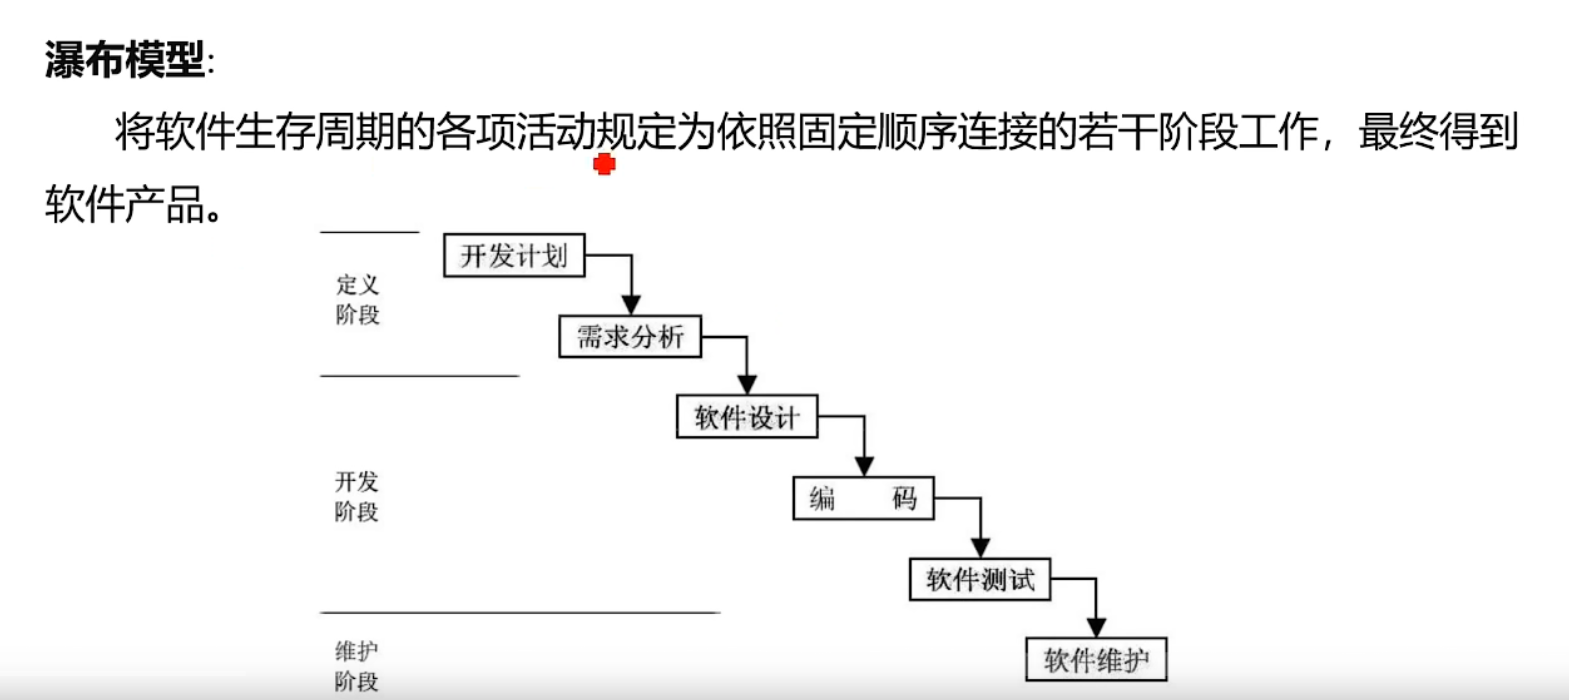 瀑布模型:
将软件生存周期的各项活动规定为依照固定顺序连接的若干阶段工作，最终得到
软件产品。
开发计划
定义
阶段
需求分析
软件设计
开发
阶段
编 码
软件测试
维护
阶段
软件维护